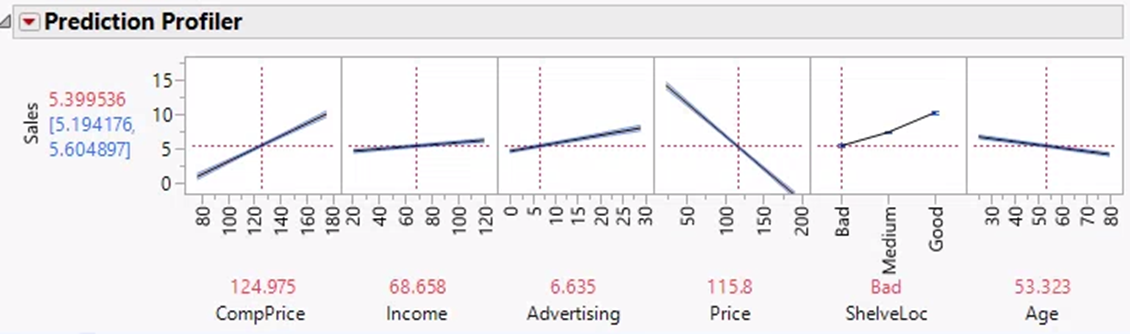 Prediction Profiler
Sales
5.399536
[5.194176,
5.604897]
15
10
5
0
80 100 120 140 160 180
20 40 60 80 100 120
0 5 10 15 20 25 30
50 100 150 200
Bad Medium Good
30 40 50 60 70 80
124.975 68.658 6.635 115.8 Bad 53.323
CompPrice Income Advertising Price ShelveLoc Age